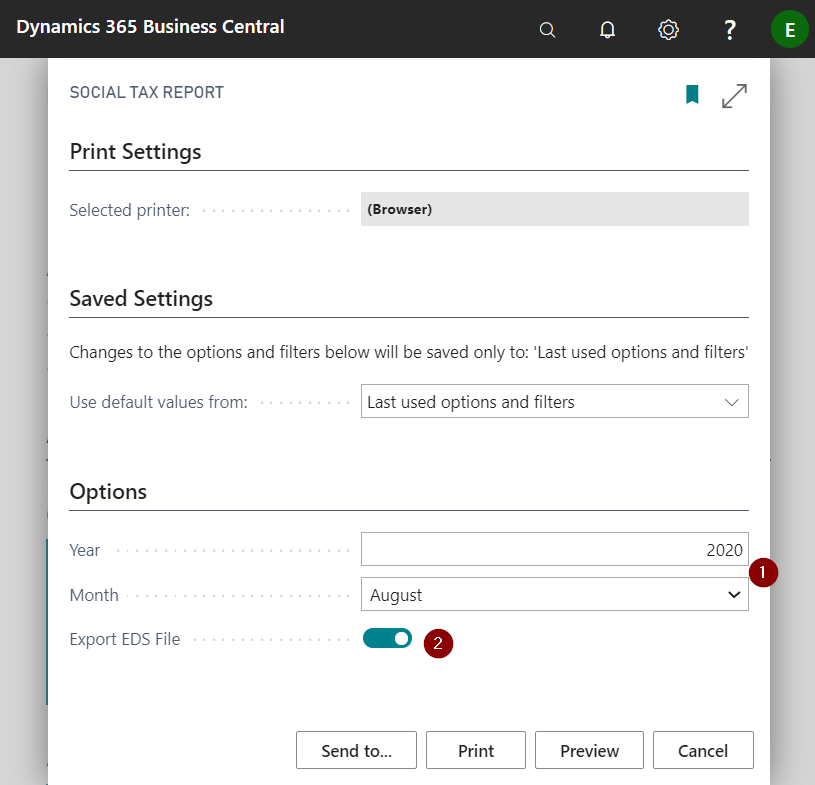 Dynamics 365 Business Central
?
E
SOCIAL TAX REPORT
Print Settings
Selected printer: (Browser)
Saved Settings
Changes to the options and filters below will be saved only to: 'Last used options and filters'
Use default values from: Last used options and filters
Options
Year 2020
1
Month August
Export EDS File 2
Send to... Print Preview Cancel